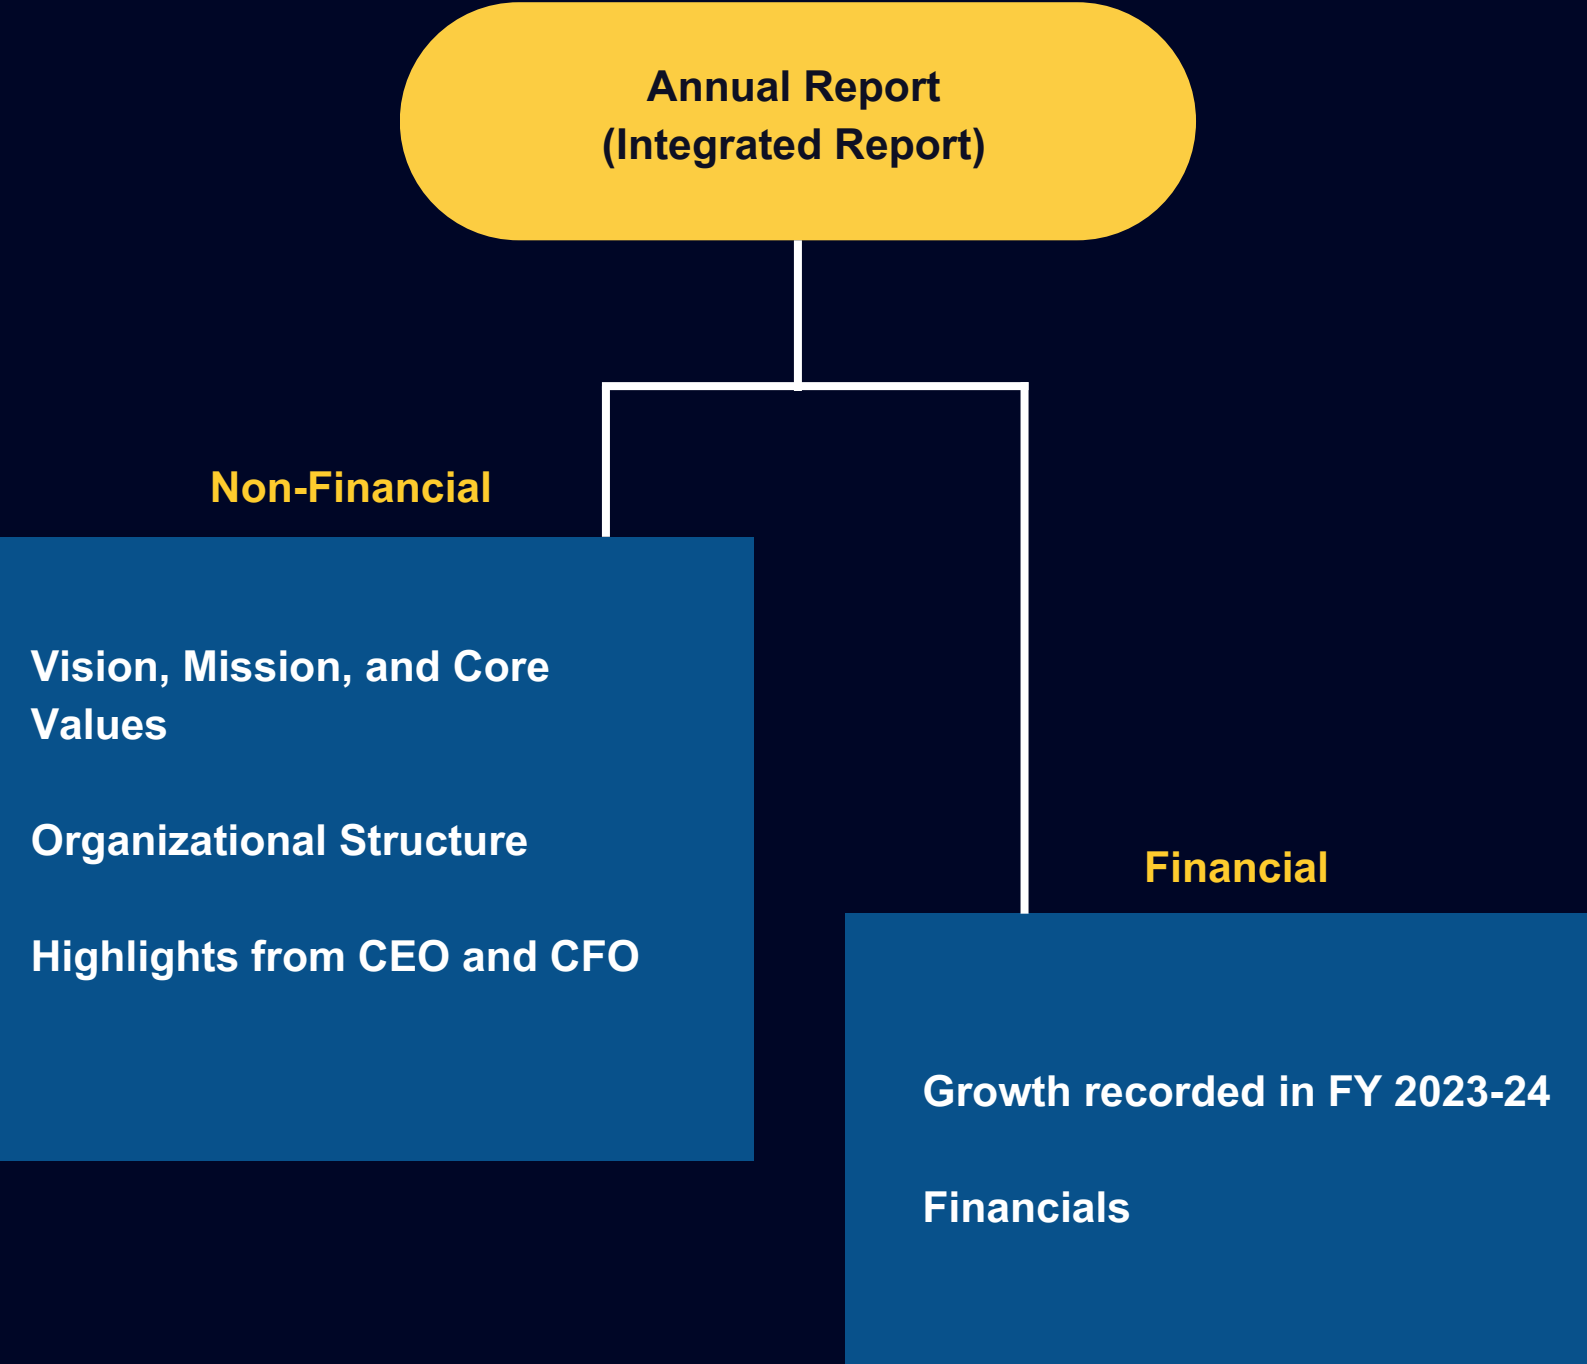 Annual Report
(Integrated Report)
Non-Financial
Vision, Mission, and Core
Values
Organizational Structure
Highlights from CEO and CFO
Financial
Growth recorded in FY 2023-24
Financials